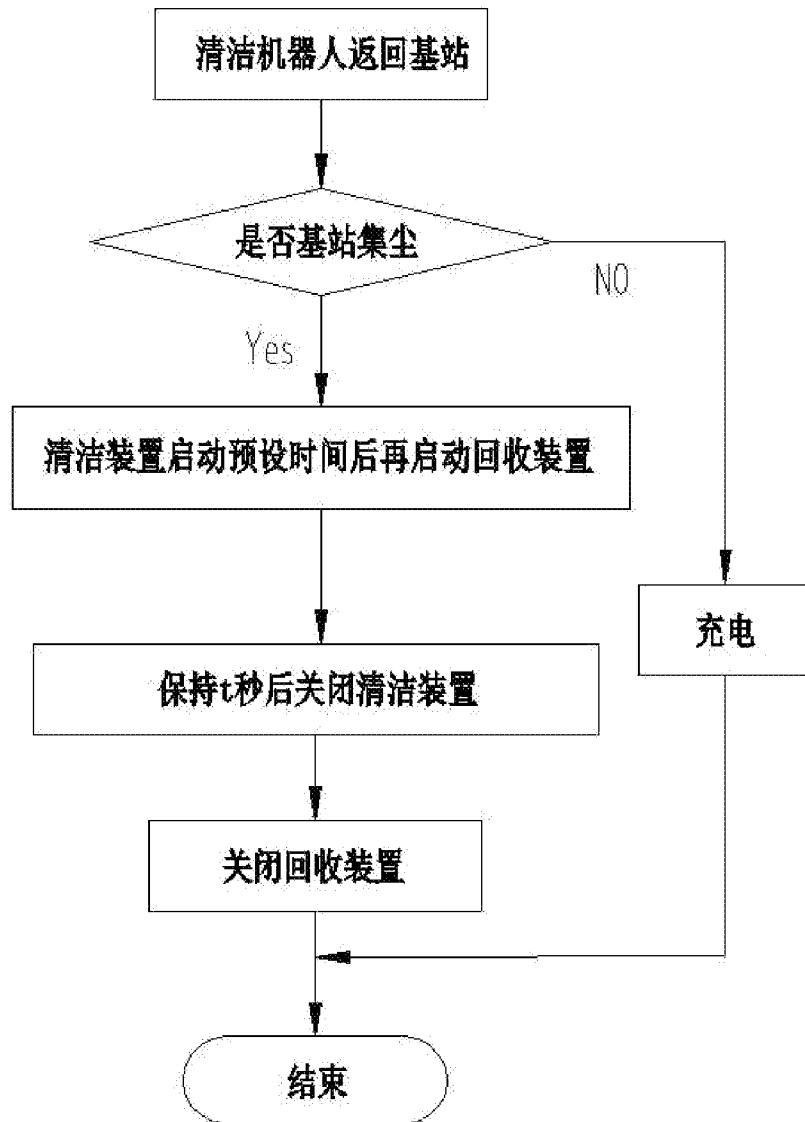 清洁机器人返回基站
是否基站集尘
NO
Yes
清洁装置启动预设时间后再启动回收装置
充电
保持t秒后关闭清洁装置
关闭回收装置
结束